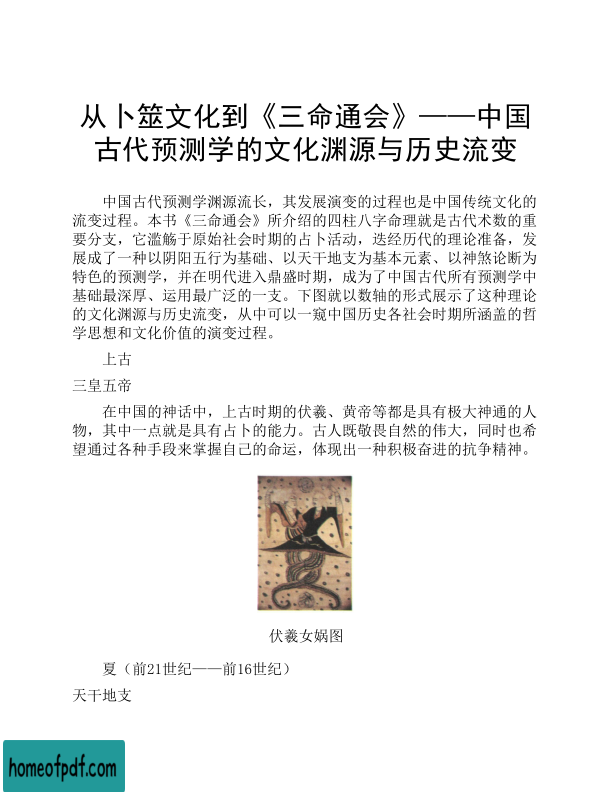 从卜筮文化到《三命通会》——中国
古代预测学的文化渊源与历史流变
中国古代预测学渊源流长，其发展演变的过程也是中国传统文化的
流变过程。本书《三命通会》所介绍的四柱八字命理就是古代术数的重
要分支，它滥觞于原始社会时期的占卜活动，迭经历代的理论准备，发
展成了一种以阴阳五行为基础、以天干地支为基本元素、以神煞论断为
特色的预测学，并在明代进入鼎盛时期，成为了中国古代所有预测学中
基础最深厚、运用最广泛的一支。下图就以数轴的形式展示了这种理论
的文化渊源与历史流变，从中可以一窥中国历史各社会时期所涵盖的哲
学思想和文化价值的演变过程。
上古
三皇五帝
在中国的神话中，上古时期的伏羲、黄帝等都是具有极大神通的人
物，其中一点就是具有占卜的能力。古人既敬畏自然的伟大，同时也希
望通过各种手段来掌握自己的命运，体现出一种积极奋进的抗争精神。
伏羲女娲图
夏（前21世纪——前16世纪）
天干地支
homeofpdf.com